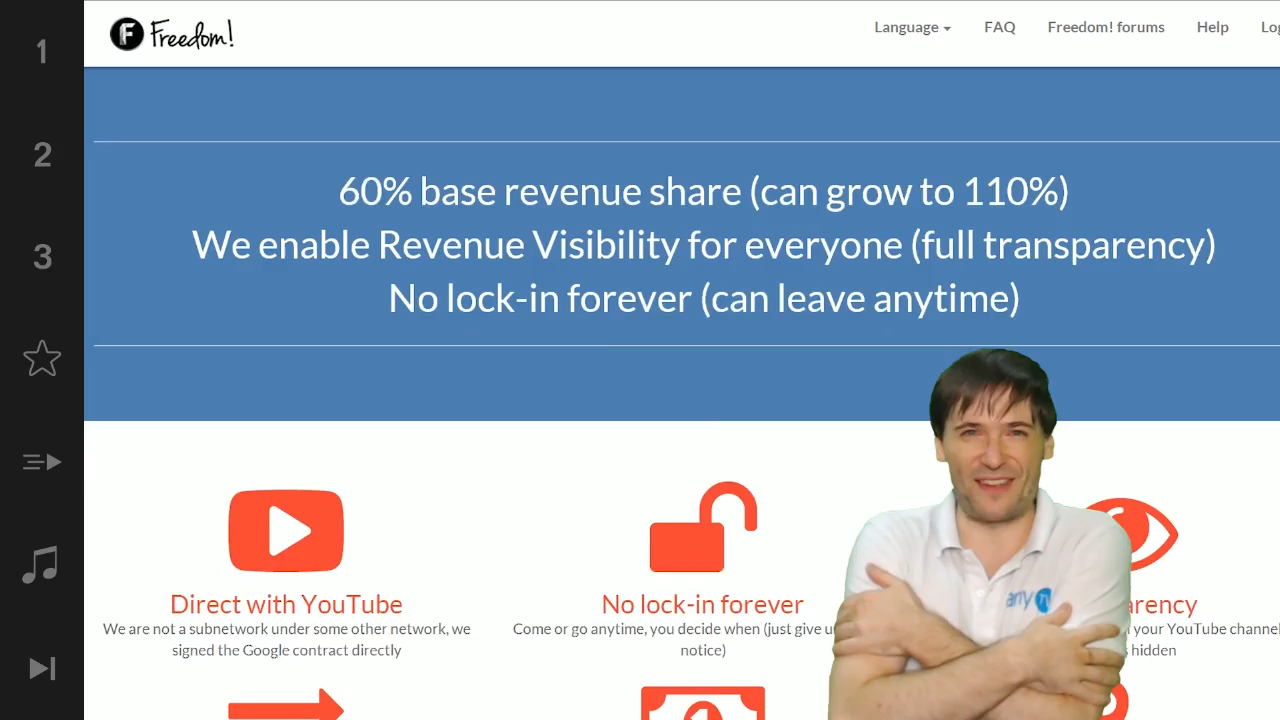 1
2
3
F Freedom!
Language
FAQ
Freedom! forums
Help
60% base revenue share (can grow to 110%)
We enable Revenue Visibility for everyone (full transparency)
No lock-in forever (can leave anytime)
Direct with YouTube
We are not a subnetwork under some other network, we
signed the Google contract directly
No lock-in forever
Come or go anytime, you decide when (just give
notice)
your YouTube channel
hidden
any TV